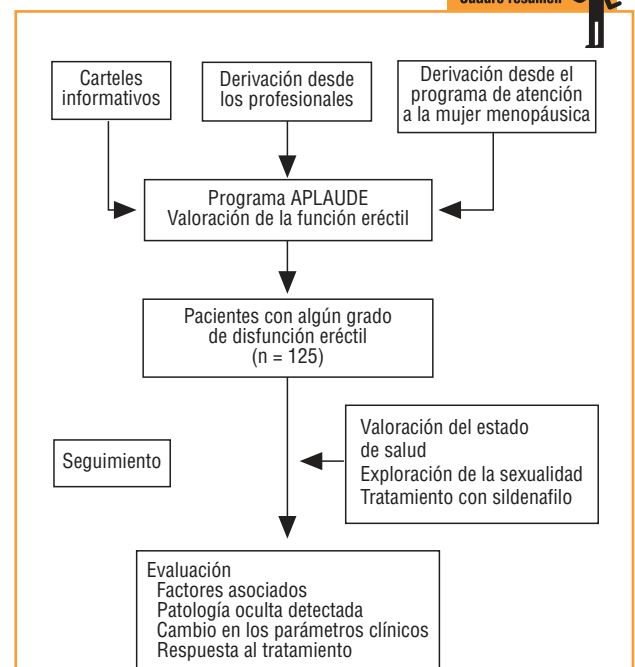 Cuadro resumen
Carteles
informativos
Derivación desde
los profesionales
Derivación desde el
programa de atención
a la mujer menopáusica
Programa APLAUDE
Valoración de la función eréctil
Pacientes con algún grado
de disfunción eréctil
(n = 125)
Seguimiento
Valoración del estado
de salud
Exploración de la sexualidad
Tratamiento con sildenafilo
Evaluación
Factores asociados
Patología oculta detectada
Cambio en los parámetros clínicos
Respuesta al tratamiento